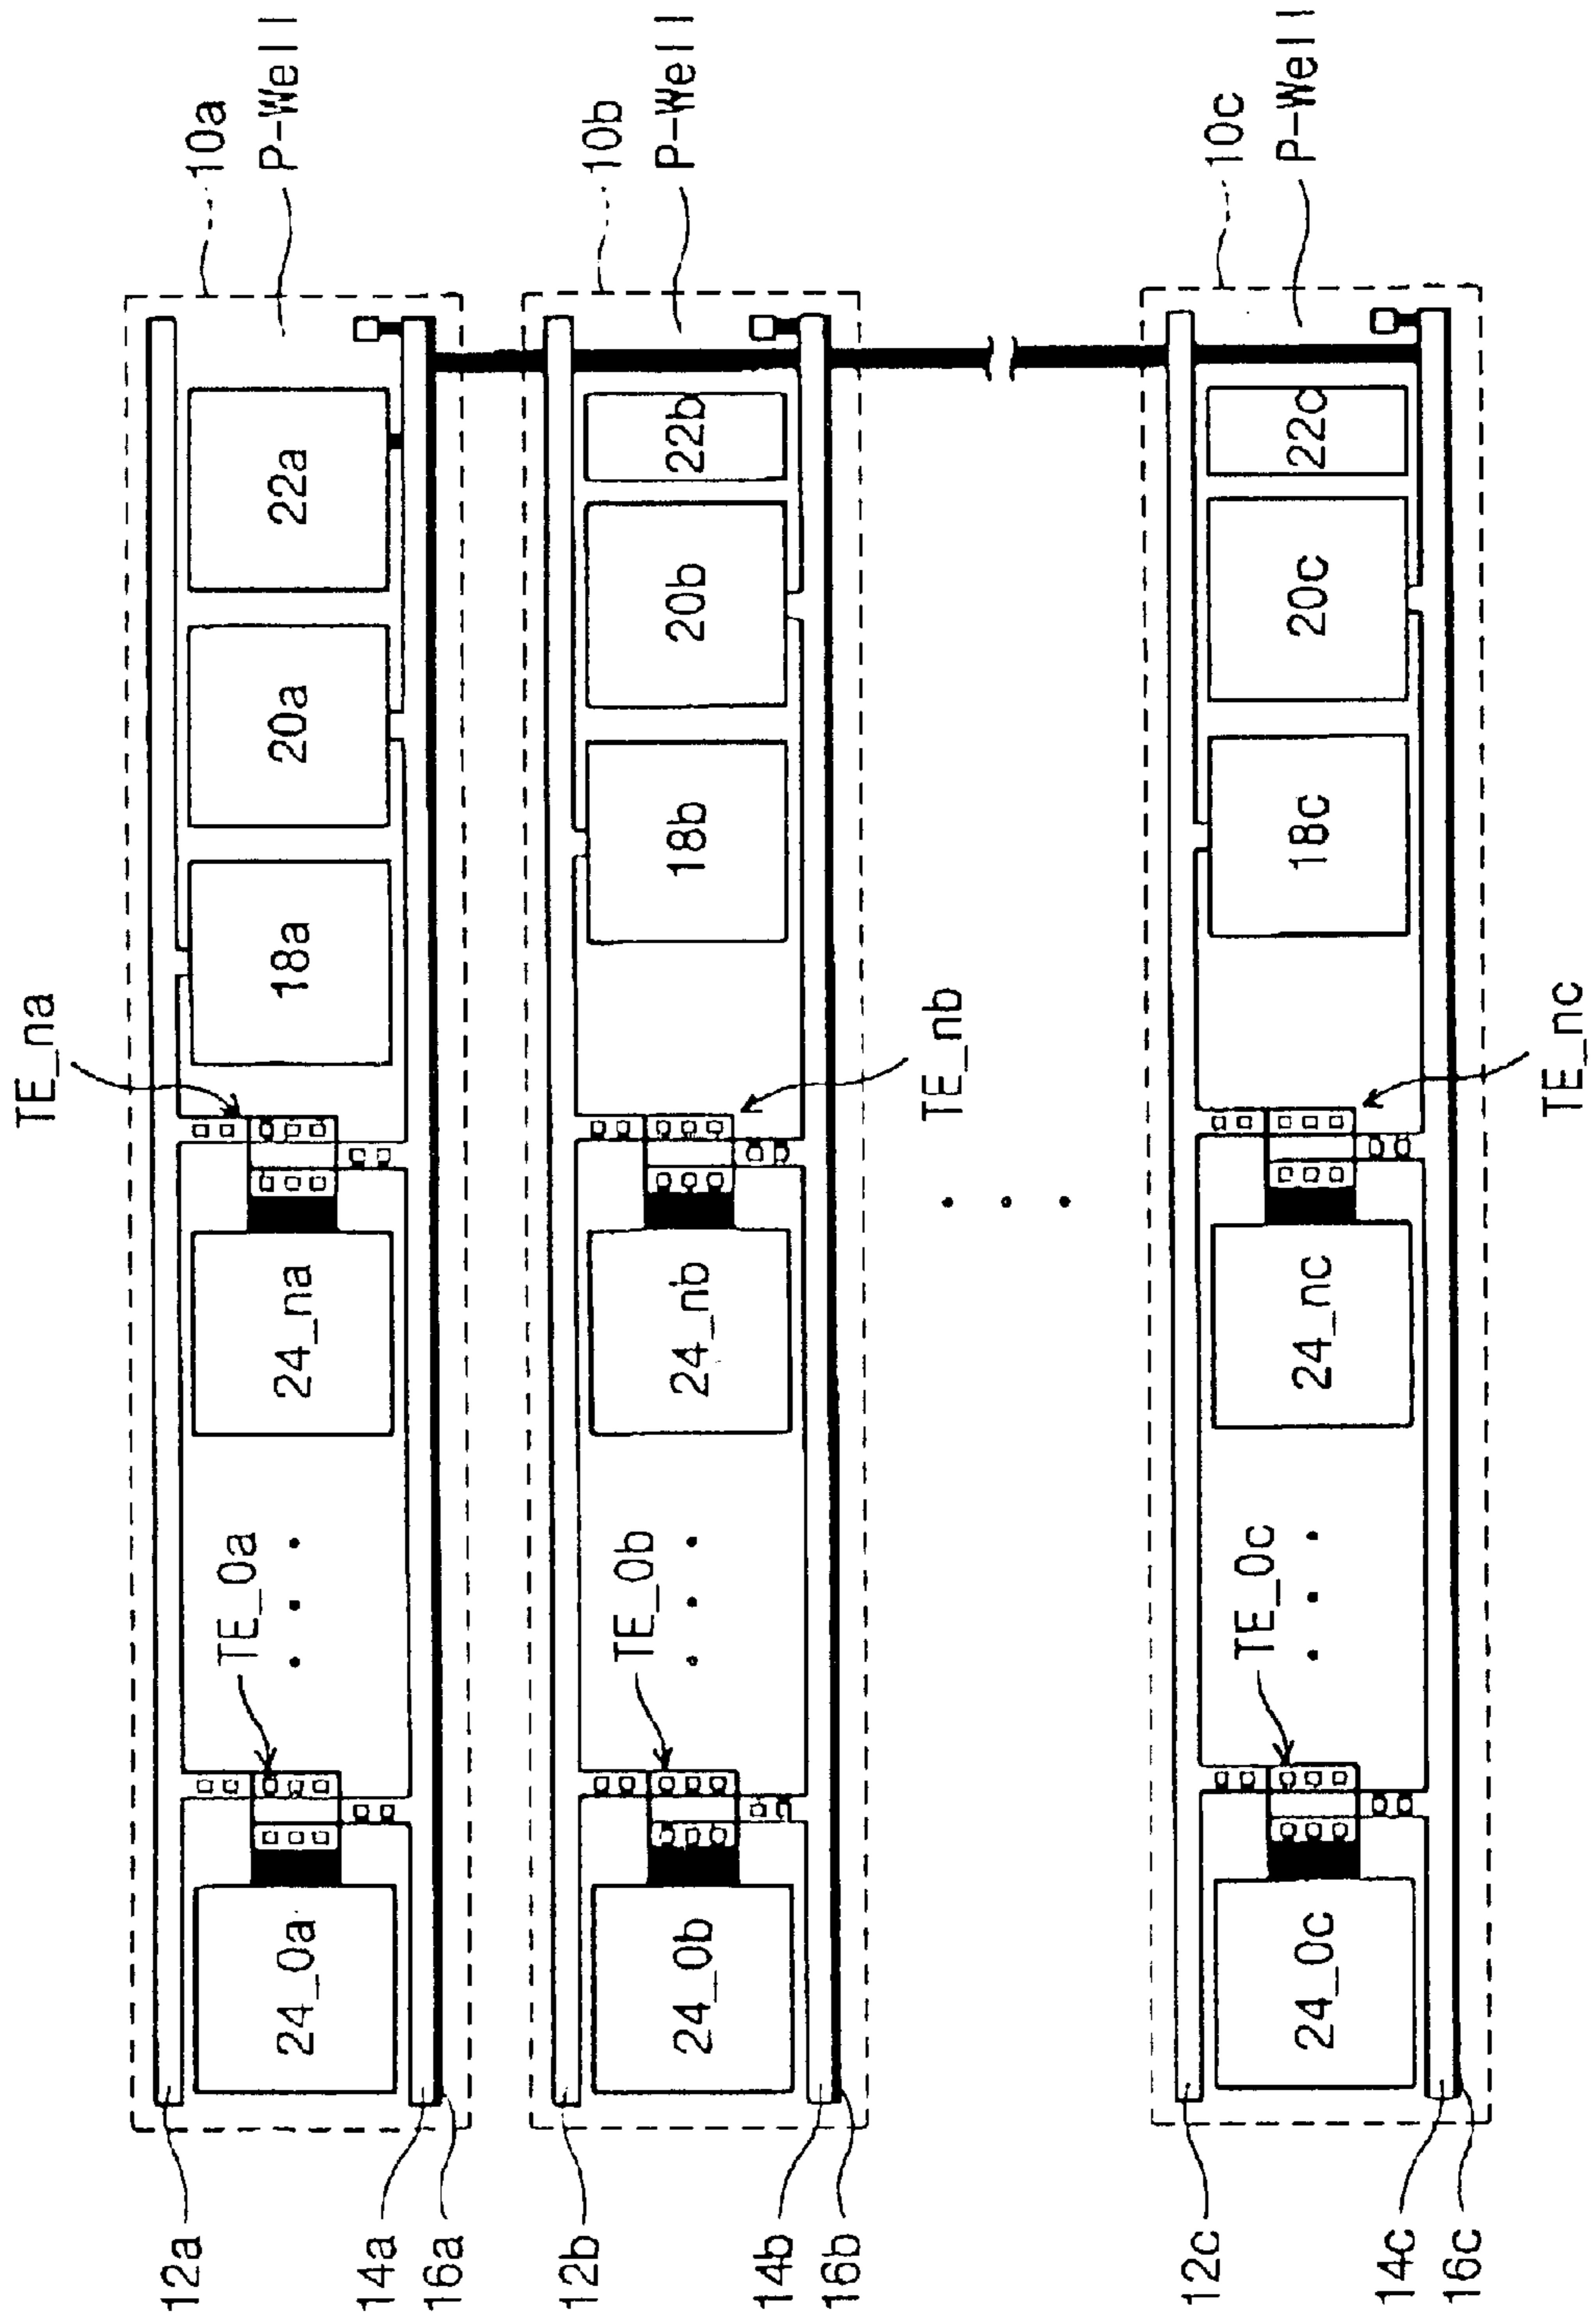 10a
P-Well
10b
P-Well
10c
P-Well
22a
20a
18a
TE_na
24_na
TE_0a
24_0a
22b
20b
18b
TE_nb
24_nb
TE_0b
24_0b
22c
20c
18c
TE_nc
24_nc
TE_0c
24_0c
12a
14a
16a
12b
14b
16b
12c
14c
16c